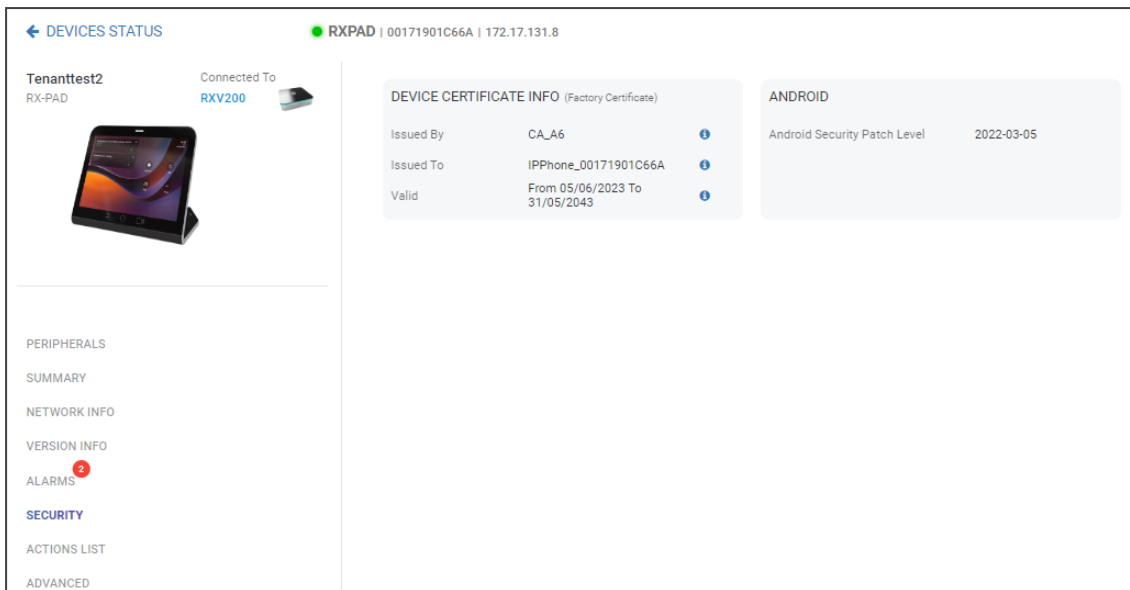 DEVICES STATUS
RXPAD | 00171901C66A | 172.17.131.8
Tenanttest2
RX-PAD
Connected To
RXV200
DEVICE CERTIFICATE INFO (Factory Certificate)
Issued By CA_A6
Issued To IPPhone_00171901C66A
Valid From 05/06/2023 To
31/05/2043
ANDROID
Android Security Patch Level 2022-03-05
PERIPHERALS
SUMMARY
NETWORK INFO
VERSION INFO
ALARMS 2
SECURITY
ACTIONS LIST
ADVANCED